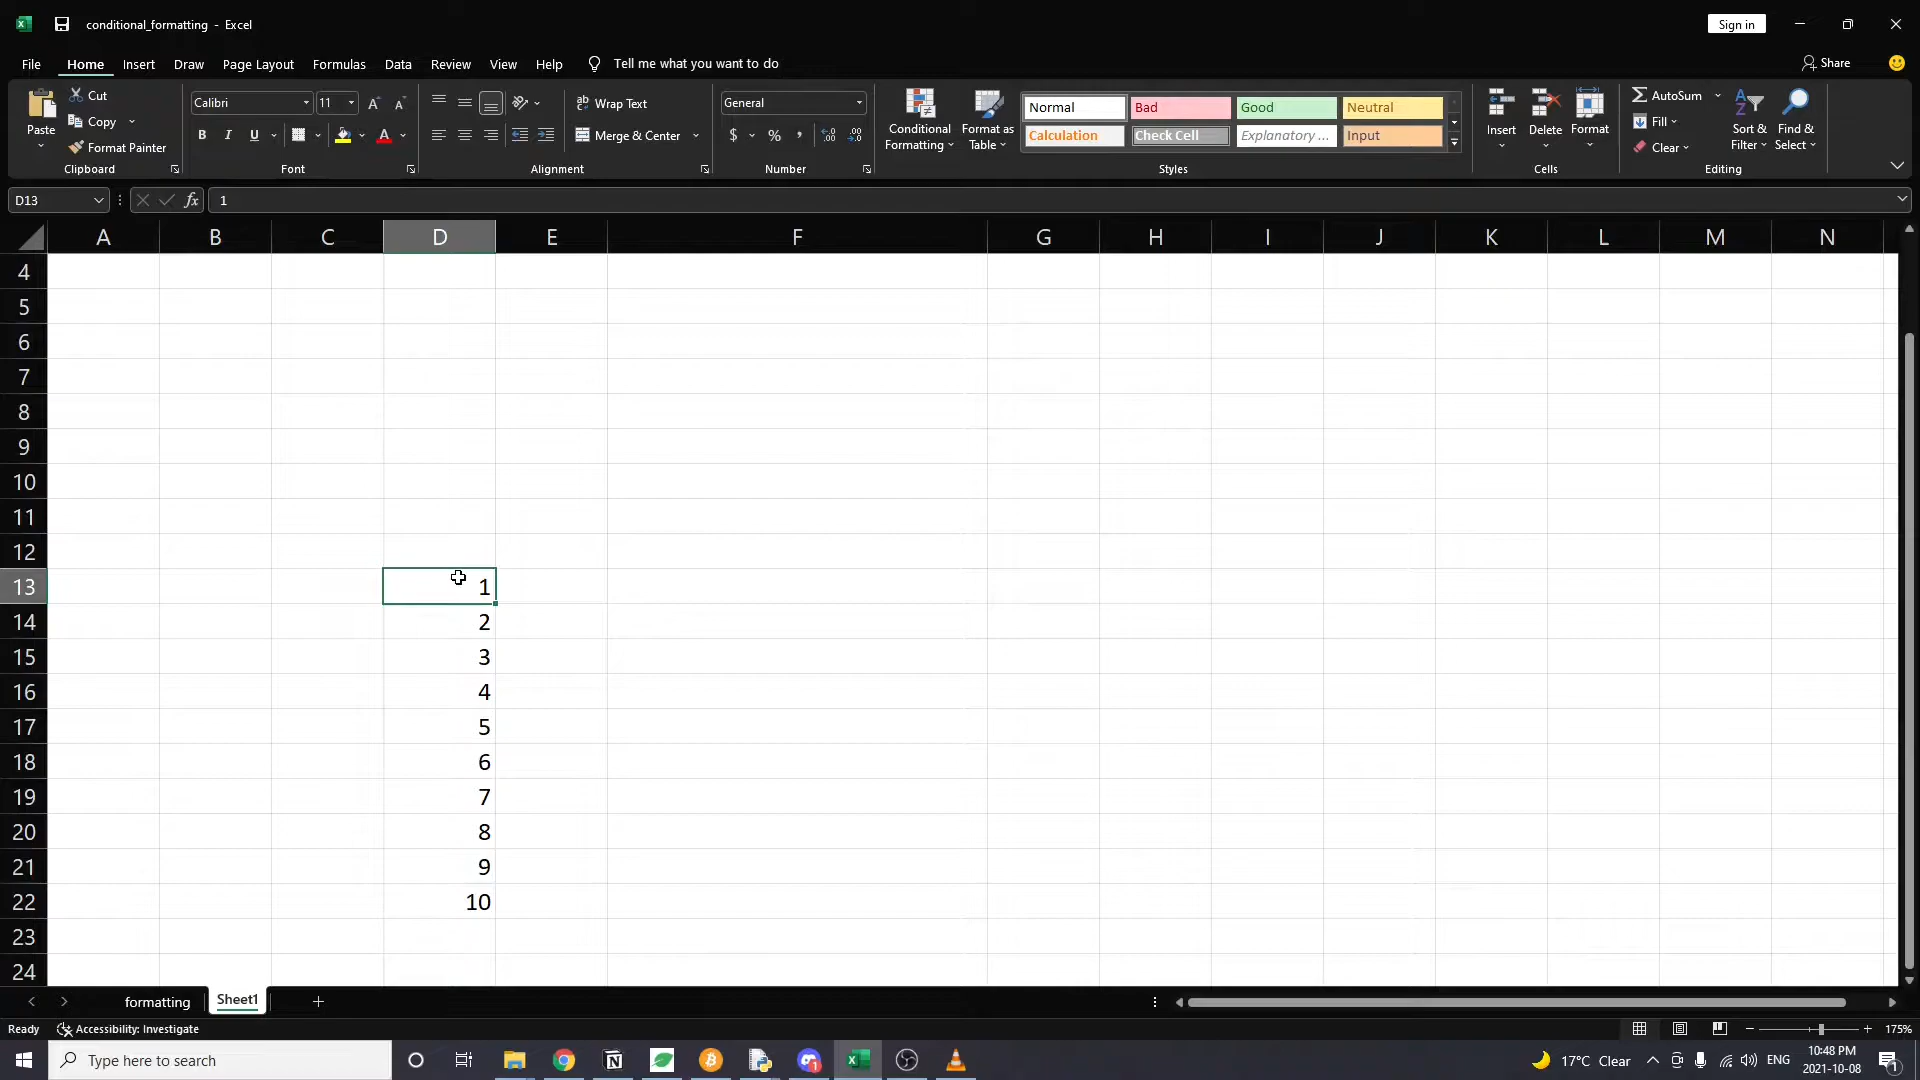 conditional_formatting - Excel
Sign in
File Home Insert Draw Page Layout Formulas Data Review View Help Tell me what you want to do
Share
Paste
Cut
Copy
Format Painter
Clipboard
Calibri 11
B I U
Font
ab
Wrap Text
Merge & Center
Alignment
General
$ % ,
Number
Conditional Formatting
Format as Table
Normal Bad Good Neutral
Calculation Check Cell Explanatory ... Input
Styles
Insert Delete Format
Cells
AutoSum
Fill
Clear
Sort & Filter
Find & Select
Editing
D13 fx 1
A B C D E F G H I J K L M N
4
5
6
7
8
9
10
11
12
13 1
14 2
15 3
16 4
17 5
18 6
19 7
20 8
21 9
22 10
23
24
formatting Sheet1
Ready Accessibility: Investigate 175%
Type here to search
17°C Clear
ENG
10:48 PM
2021-10-08